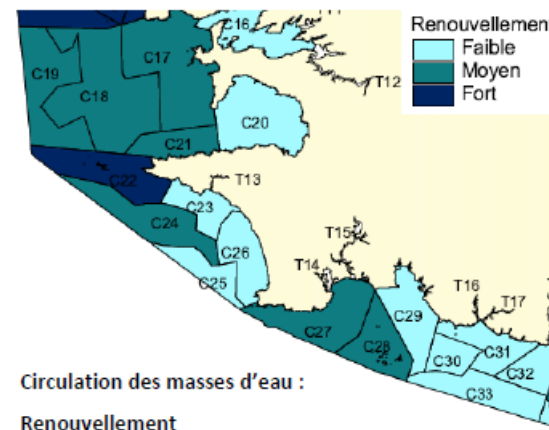 Renouvellemen
Faible
Moyen
Fort
C16
C17
C19
C18
T12
C20
C21
C22
T13
C23
C24
C26
C25
T15
T14
C29
T16
T17
C27
C28
C31
C30
C32
C33
Circulation des masses d'eau :
Renouvellement